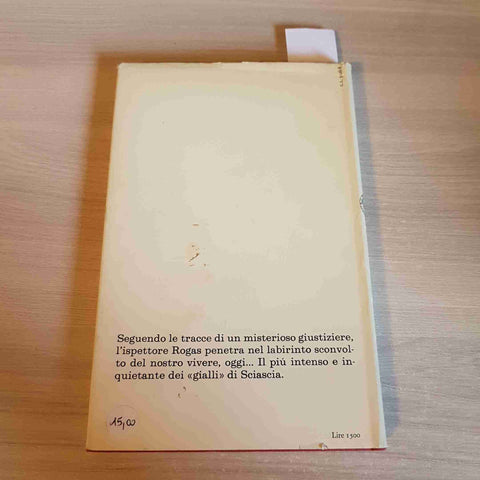 Seguendo le tracce di un misterioso giustiziere,
l'ispettore Rogas penetra nel labirinto sconvol-
to del nostro vivere, oggi... Il piú intenso e in-
quietante dei «gialli» di Sciascia.
15,00
Lire 1500